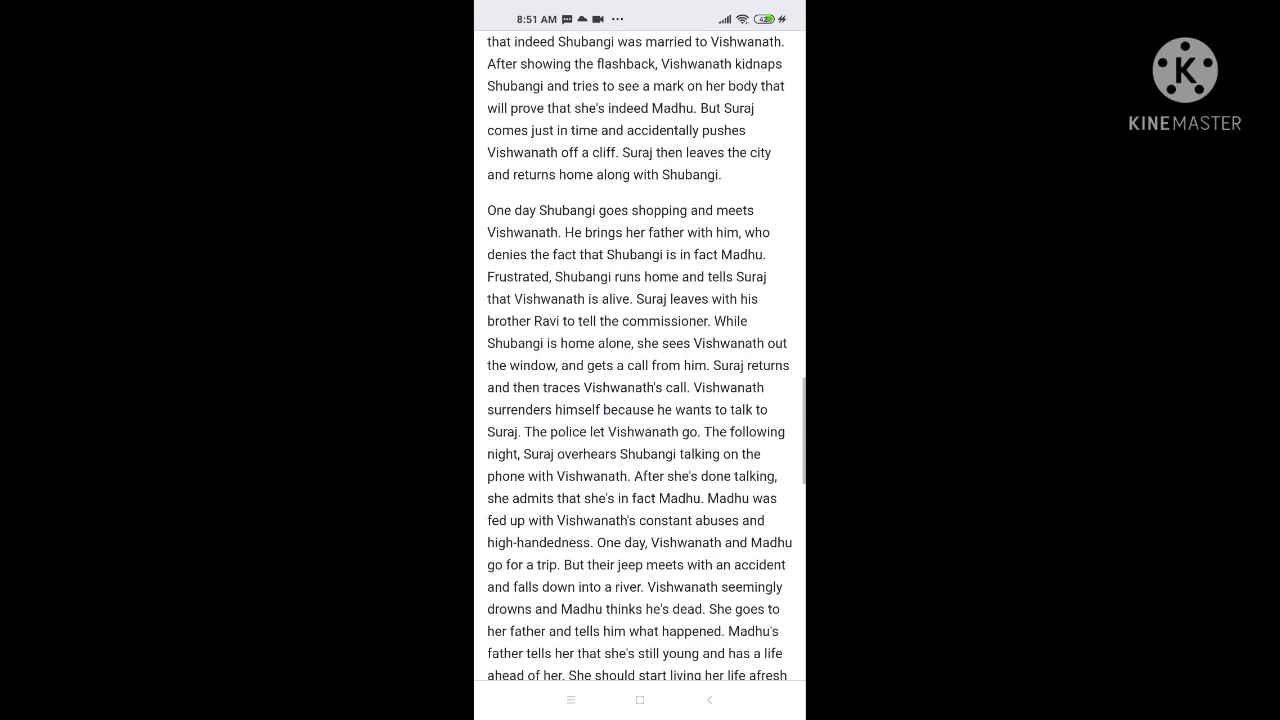 8:51 AM
42
that indeed Shubangi was married to Vishwanath.
After showing the flashback, Vishwanath kidnaps
Shubangi and tries to see a mark on her body that
will prove that she's indeed Madhu. But Suraj
comes just in time and accidentally pushes
Vishwanath off a cliff. Suraj then leaves the city
and returns home along with Shubangi.
One day Shubangi goes shopping and meets
Vishwanath. He brings her father with him, who
denies the fact that Shubangi is in fact Madhu.
Frustrated, Shubangi runs home and tells Suraj
that Vishwanath is alive. Suraj leaves with his
brother Ravi to tell the commissioner. While
Shubangi is home alone, she sees Vishwanath out
the window, and gets a call from him. Suraj returns
and then traces Vishwanath's call. Vishwanath
surrenders himself because he wants to talk to
Suraj. The police let Vishwanath go. The following
night, Suraj overhears Shubangi talking on the
phone with Vishwanath. After she's done talking,
she admits that she's in fact Madhu. Madhu was
fed up with Vishwanath's constant abuses and
high-handedness. One day, Vishwanath and Madhu
go for a trip. But their jeep meets with an accident
and falls down into a river. Vishwanath seemingly
drowns and Madhu thinks he's dead. She goes to
her father and tells him what happened. Madhu's
father tells her that she's still young and has a life
ahead of her. She should start living her life afresh
K
KINEMASTER